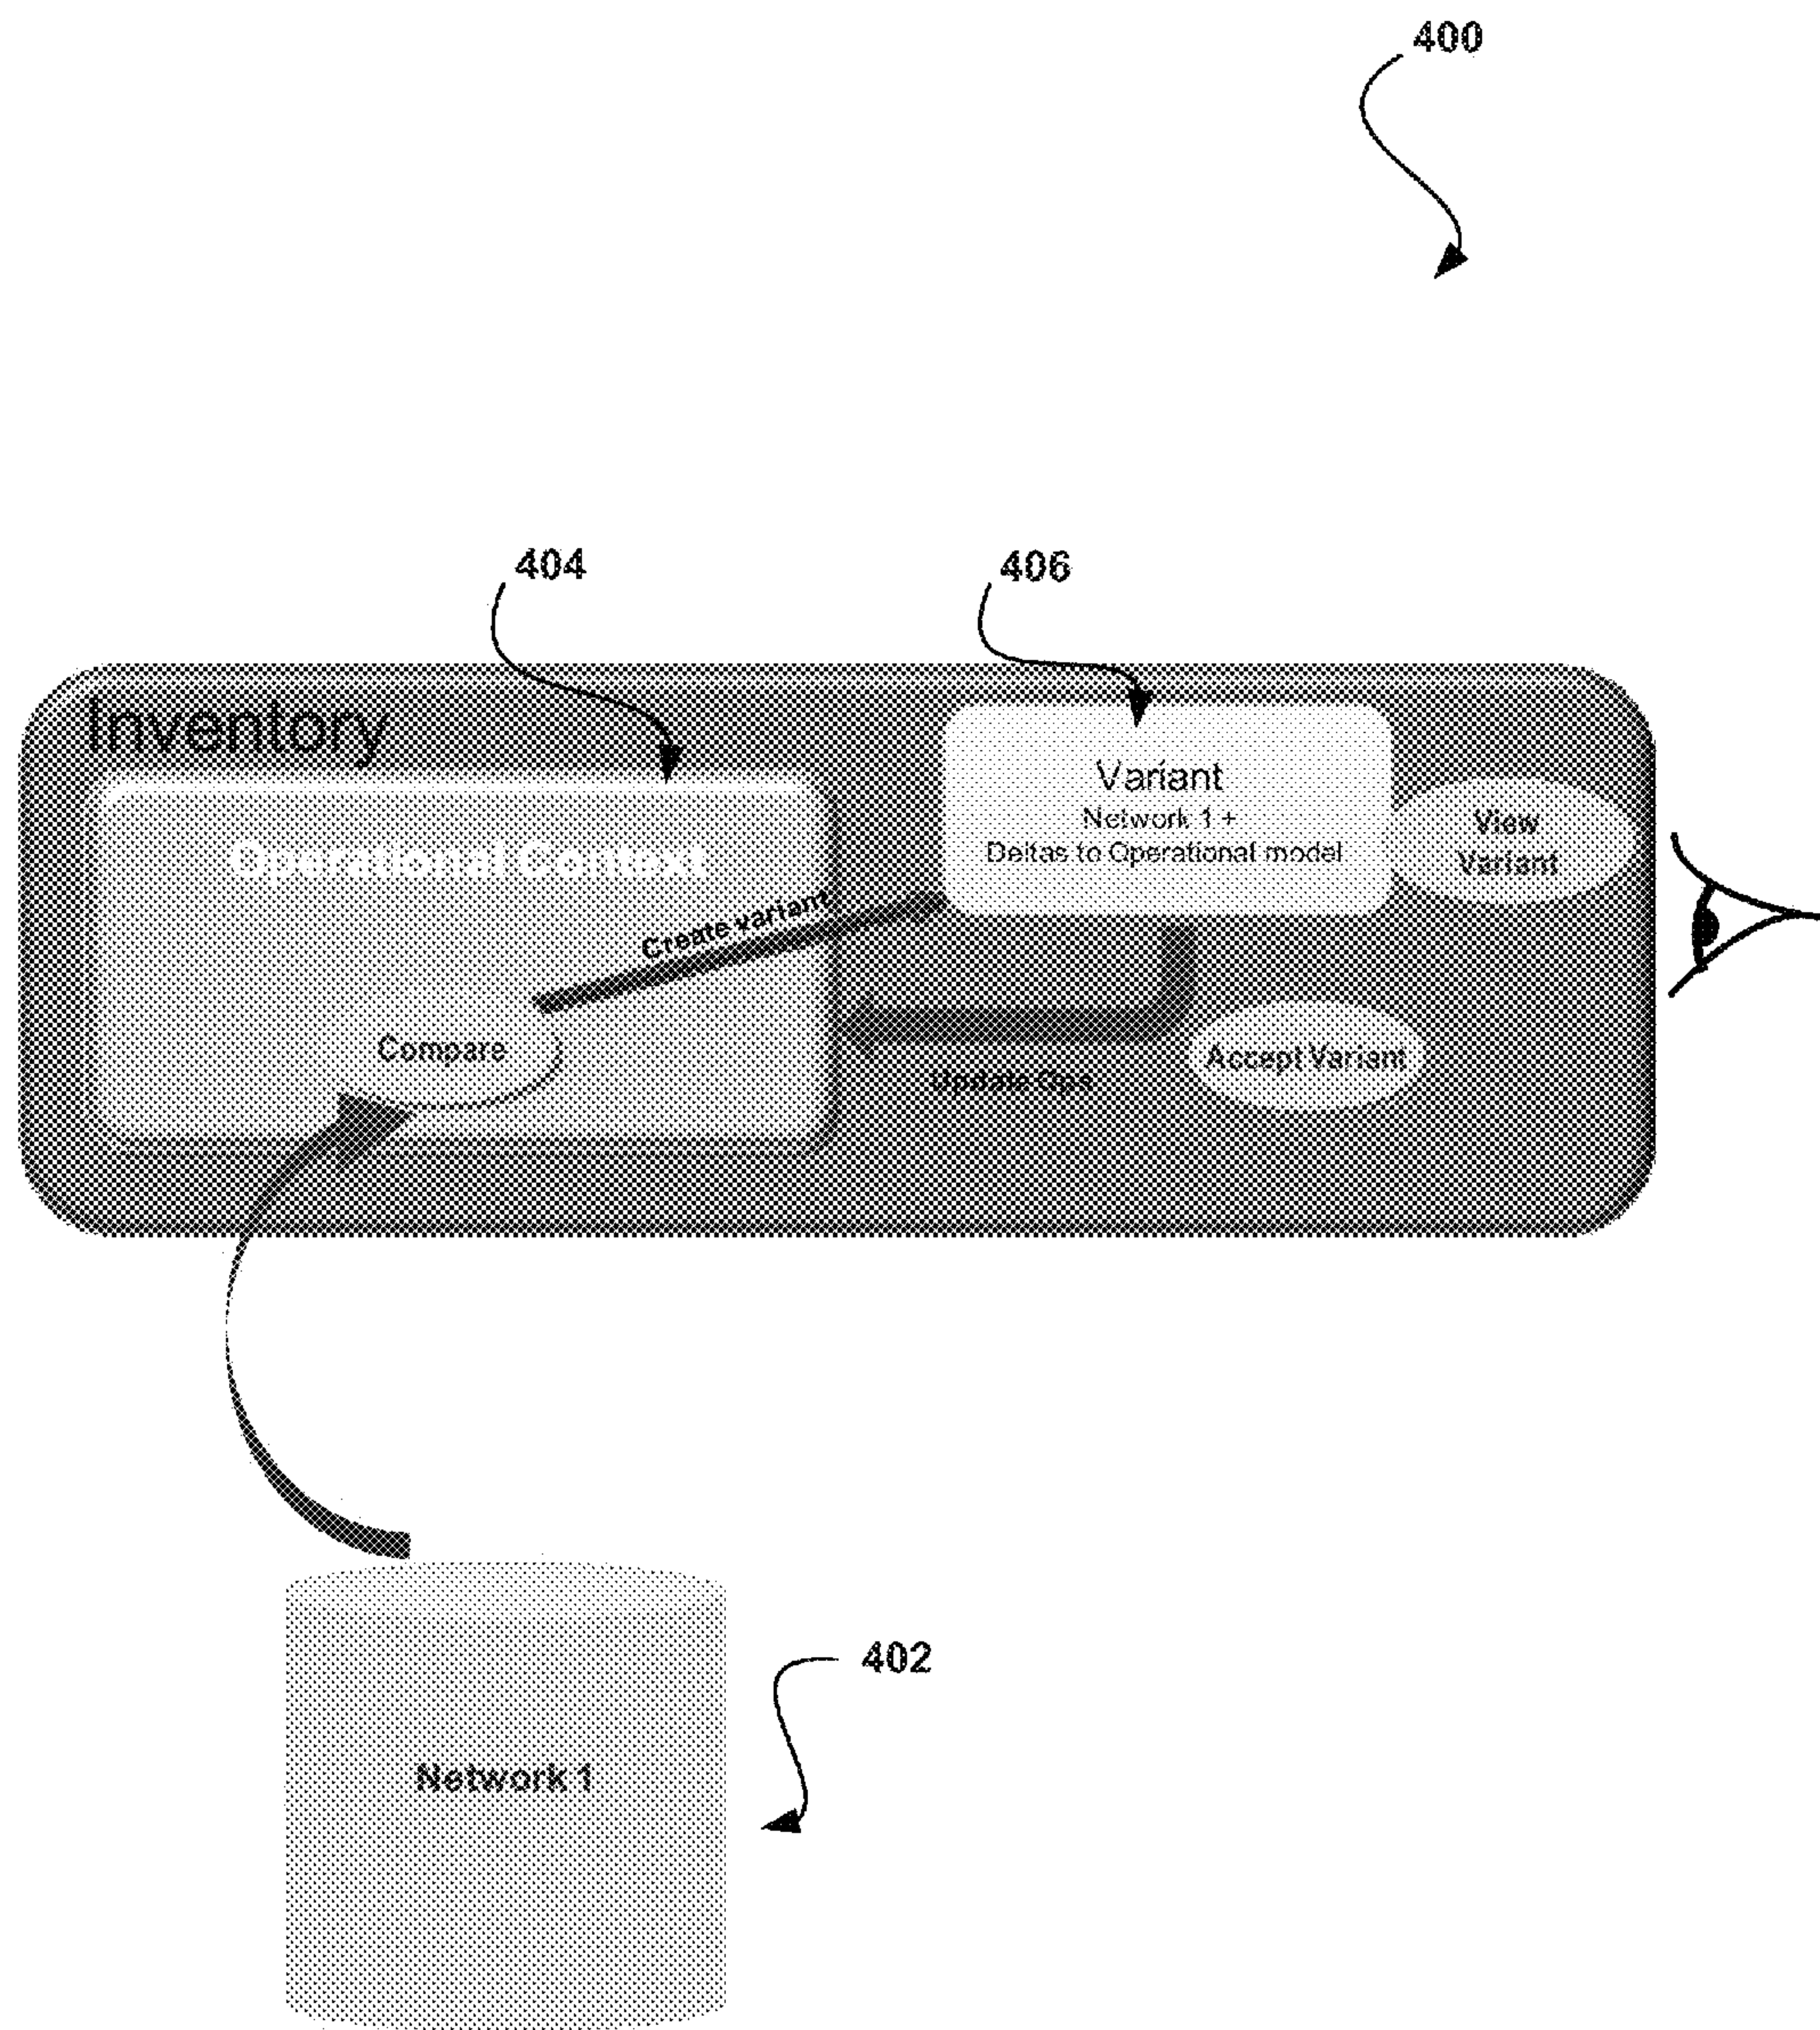 400
404
406
Inventory
Variant
Network 1 +
Deltas to Operational model
View
Variant
Operational Context
Create variant
Compare
Accept Variant
Update Ops
402
Network 1